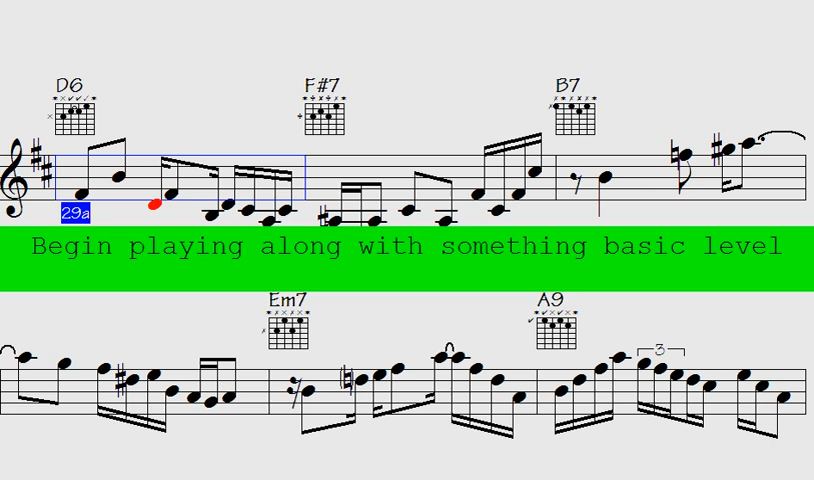 D6 F#7 B7
29a
Begin playing along with something basic level
Em7 A9
3